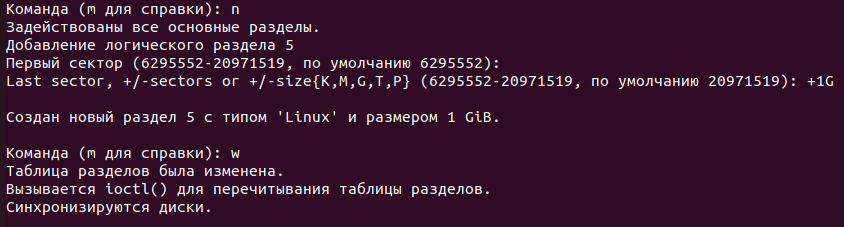 Команда (m для справки): n
Задействованы все основные разделы.
Добавление логического раздела 5
Первый сектор (6295552-20971519, по умолчанию 6295552):
Last sector, +/-sectors or +/-size{K,M,G,T,P} (6295552-20971519, по умолчанию 20971519): +1G
Создан новый раздел 5 с типом 'Linux' и размером 1 GiB.
Команда (m для справки): w
Таблица разделов была изменена.
Вызывается ioctl() для перечитывания таблицы разделов.
Синхронизируются диски.